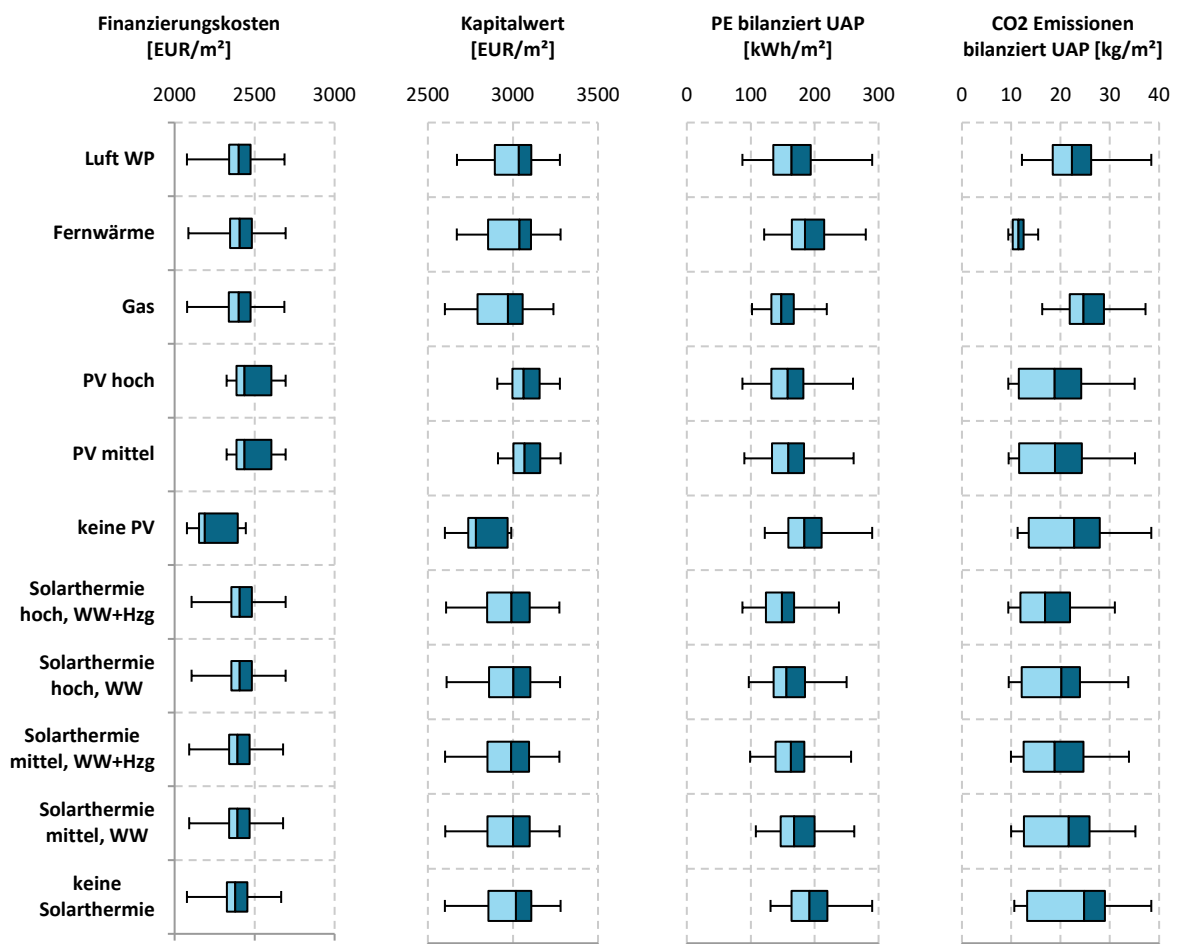 Finanzierungskosten
[EUR/m²]
Kapitalwert
[EUR/m²]
PE bilanziert UAP
[kWh/m²]
CO2 Emissionen
bilanziert UAP [kg/m²]
2000 2500 3000
2500 3000 3500
0 100 200 300
0 10 20 30 40
Luft WP
Fernwärme
Gas
PV hoch
PV mittel
keine PV
Solarthermie
hoch, WW+Hzg
Solarthermie
hoch, WW
Solarthermie
mittel, WW+Hzg
Solarthermie
mittel, WW
keine
Solarthermie